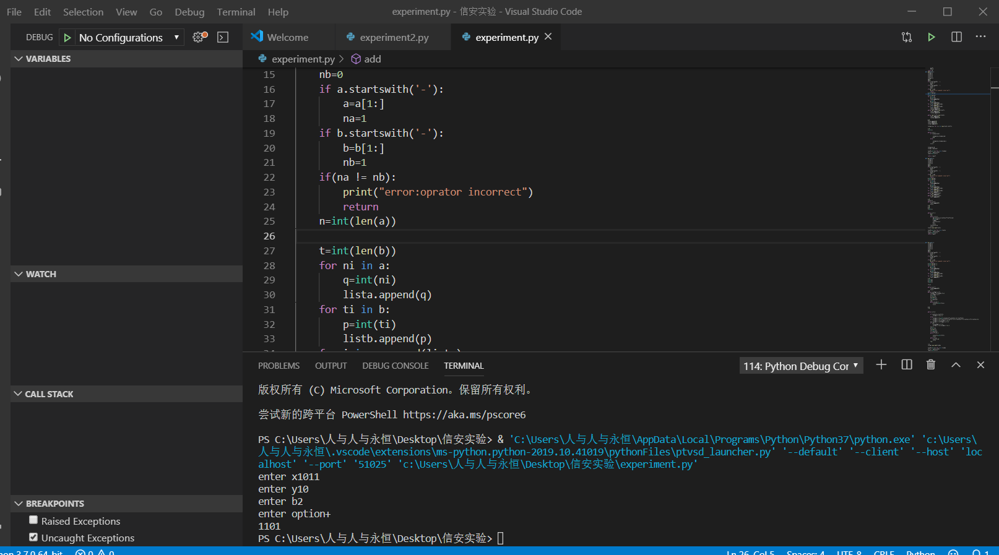 File Edit Selection View Go Debug Terminal Help experiment.py - 信安实验 - Visual Studio Code
DEBUG No Configurations
Welcome experiment2.py experiment.py
VARIABLES
experiment.py > add
15 nb=0
16 if a.startswith('-'):
17 a=a[1:]
18 na=1
19 if b.startswith('-'):
20 b=b[1:]
21 nb=1
22 if(na != nb):
23 print("error:oprator incorrect")
24 return
25 n=int(len(a))
26
27 t=int(len(b))
28 for ni in a:
29 q=int(ni)
30 lista.append(q)
31 for ti in b:
32 p=int(ti)
33 listb.append(p)
WATCH
CALL STACK
BREAKPOINTS
Raised Exceptions
Uncaught Exceptions
PROBLEMS OUTPUT DEBUG CONSOLE TERMINAL 114: Python Debug Cor
版权所有 (C) Microsoft Corporation。保留所有权利。
尝试新的跨平台 PowerShell https://aka.ms/pscore6
PS C:\Users\人与人与永恒\Desktop\信安实验> & 'C:\Users\人与人与永恒\AppData\Local\Programs\Python\Python37\python.exe' 'c:\Users\
人与人与永恒\.vscode\extensions\ms-python.python-2019.10.41019\pythonFiles\ptvsd_launcher.py' '--default' '--client' '--host' 'loc
alhost' '--port' '51025' 'c:\Users\人与人与永恒\Desktop\信安实验\experiment.py'
enter x1011
enter y10
enter b2
enter option+
1101
PS C:\Users\人与人与永恒\Desktop\信安实验>
hon 3.7.0 64-bit 0 0 Ln 26, Col 5 Spaces: 4 UTF-8 CRLF Python 1